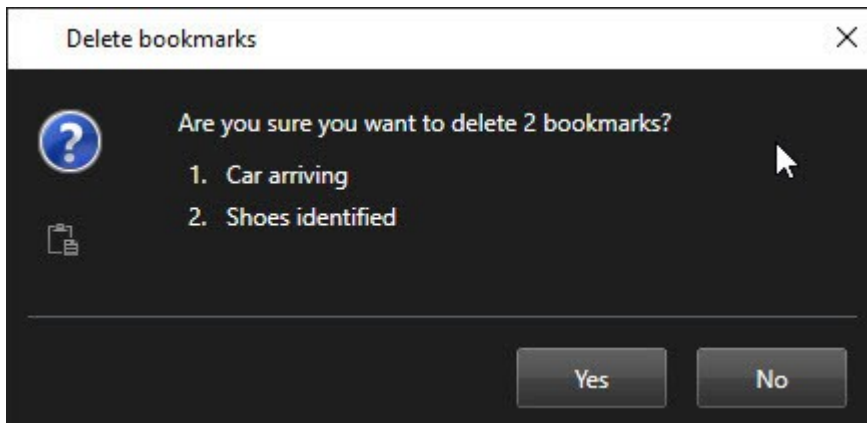 Delete bookmarks
Are you sure you want to delete 2 bookmarks?
1. Car arriving
2. Shoes identified
Yes
No